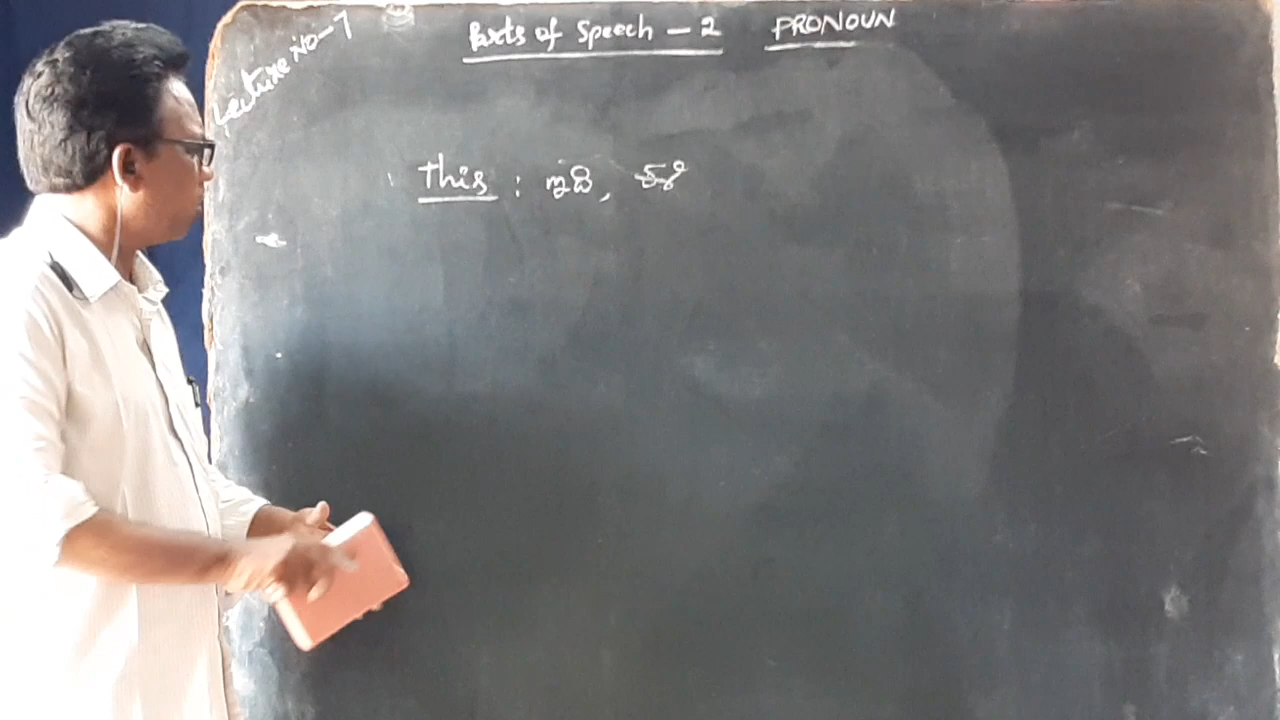 Lecture No-7
Parts of Speech - 2 PRONOUN
This : ఇది,